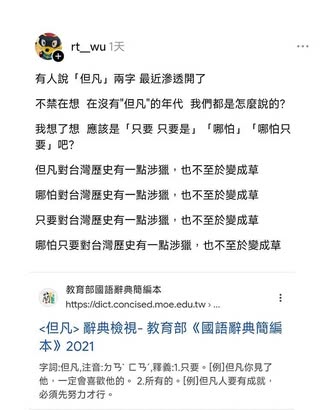 rt__wu 1天
有人說「但凡」兩字 最近滲透開了
不禁在想 在沒有"但凡"的年代 我們都是怎麼說的?
我想了想 應該是「只要 只要是」「哪怕」「哪怕只
要」吧?
但凡對台灣歷史有一點涉獵，也不至於變成草
哪怕對台灣歷史有一點涉獵，也不至於變成草
只要對台灣歷史有一點涉獵，也不至於變成草
哪怕只要對台灣歷史有一點涉獵，也不至於變成草
教育部國語辭典簡編本
https://dict.concised.moe.edu.tw › ...
<但凡> 辭典檢視- 教育部《國語辭典簡編
本》2021
字詞:但凡,注音:ㄉㄢˋ ㄈㄢˊ,釋義:1.只要。[例]但凡你見了
他，一定會喜歡他的。 2.所有的。[例]但凡人要有成就，
必須先努力才行。